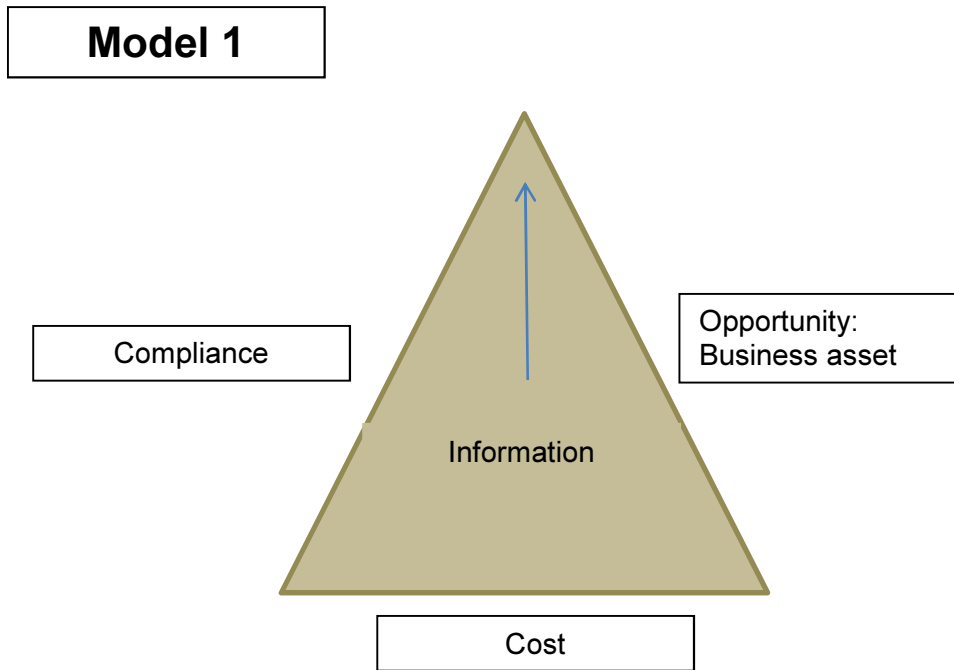 Model 1
Opportunity:
Business asset
Compliance
Information
Cost